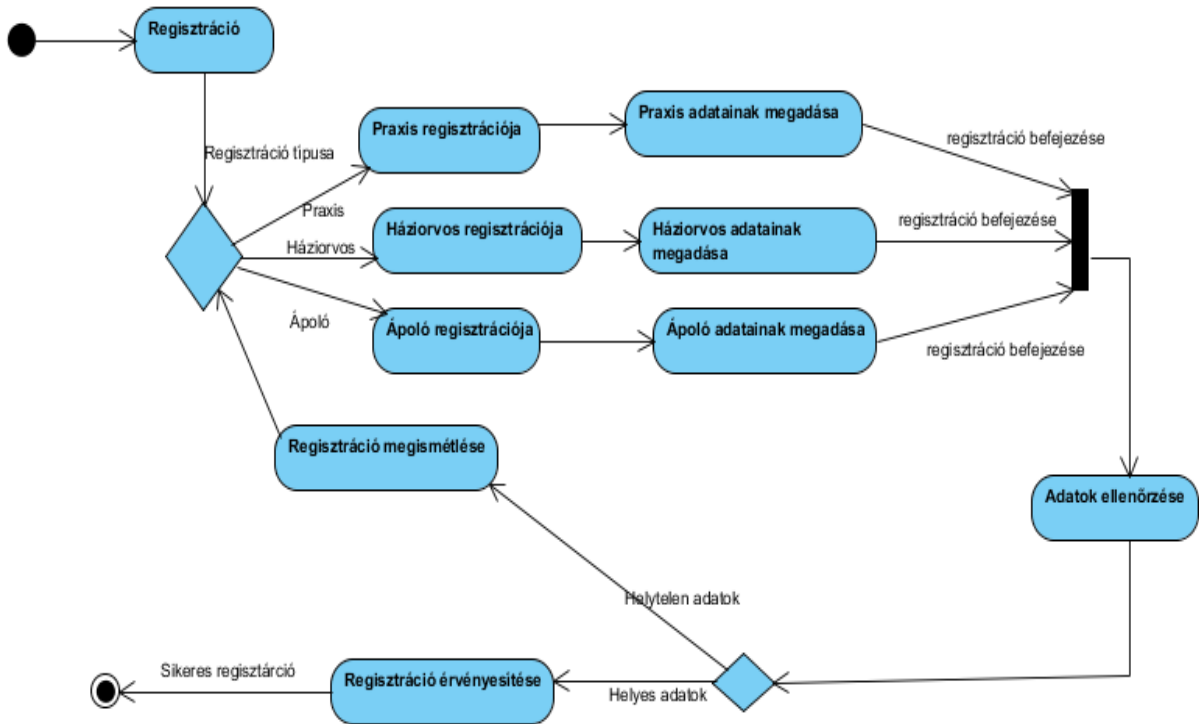 Regisztráció
Regisztráció típusa
Praxis regisztrációja
Praxis adatainak megadása
regisztráció befejezése
Praxis
Háziorvos
Háziorvos regisztrációja
Háziorvos adatainak
megadása
regisztráció befejezése
Ápoló
Ápoló regisztrációja
Ápoló adatainak megadása
regisztráció befejezése
Regisztráció megismétlése
Adatok ellenőrzése
Helytelen adatok
Sikeres regisztárció
Regisztráció érvényesítése
Helyes adatok